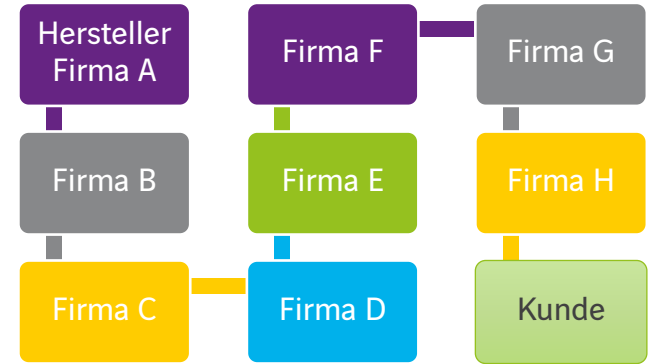 Hersteller
Firma A
Firma B
Firma C
Firma D
Firma E
Firma F
Firma G
Firma H
Kunde